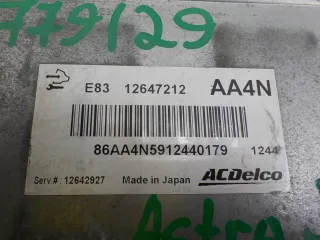 779129
E83 12647212 AA4N
86AA4N5912440179 1244
Serv.#: 12642927 Made in Japan ACDelco
Astra